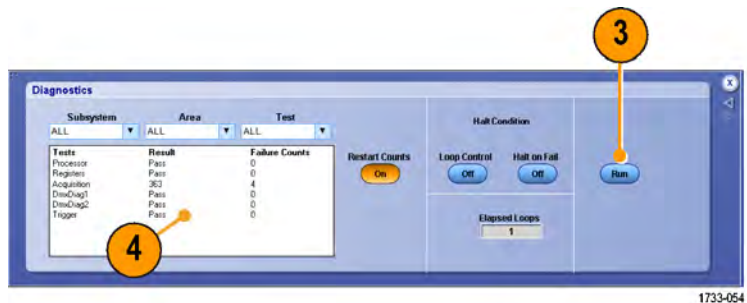 3
Diagnostics
x
Subsystem Area Test
ALL ALL ALL
Halt Condition
Tests Result Failure Counts
Processor Pass 0
Registers Pass 0
Acquisition 363 4
DmxDiag1 Pass 0
DmxDiag2 Pass 0
Trigger Pass 0
Restart Counts
On
Loop Control Halt on Fail
Off Off
Run
Elapsed Loops
1
4
1733-054